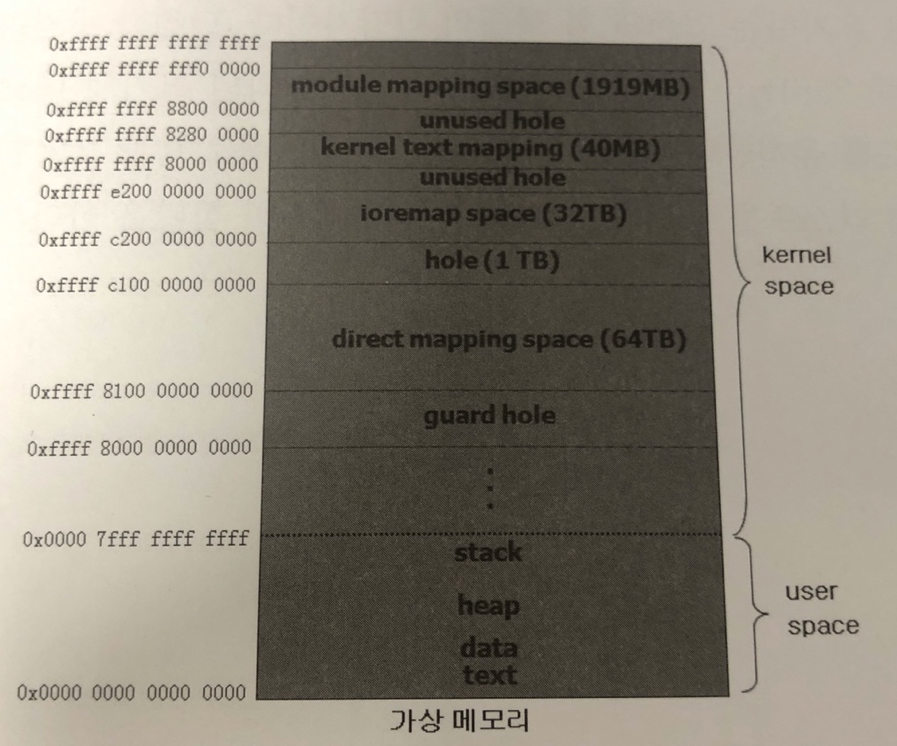 0xffff ffff ffff ffff
0xffff ffff fff0 0000
module mapping space (1919MB)
0xffff ffff 8800 0000
unused hole
0xffff ffff 8280 0000
kernel text mapping (40MB)
0xffff ffff 8000 0000
unused hole
0xffff e200 0000 0000
ioremap space (32TB)
0xffff c200 0000 0000
hole (1 TB)
kernel
space
0xffff c100 0000 0000
direct mapping space (64TB)
0xffff 8100 0000 0000
guard hole
0xffff 8000 0000 0000
0x0000 7fff ffff ffff
stack
heap
user
space
data
text
0x0000 0000 0000 0000
가상 메모리